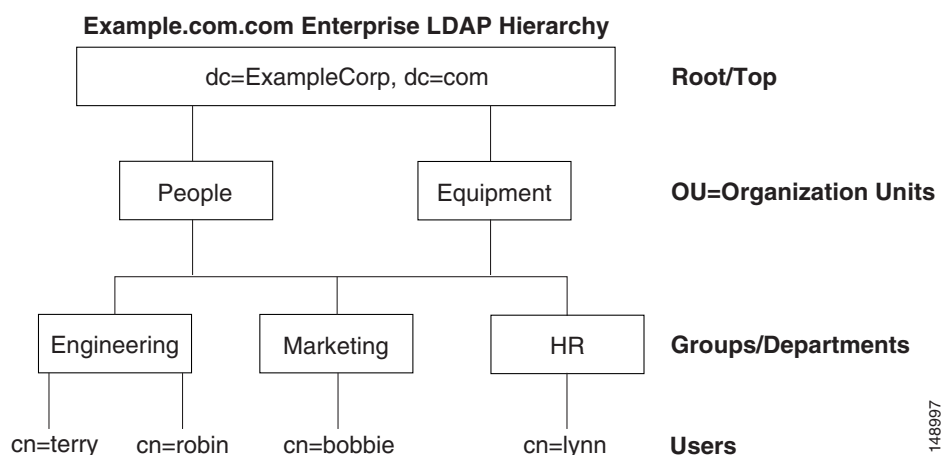 Example.com.com Enterprise LDAP Hierarchy
dc=ExampleCorp, dc=com
Root/Top
People
Equipment
OU=Organization Units
Engineering
Marketing
HR
Groups/Departments
cn=terry
cn=robin
cn=bobbie
cn=lynn
Users
148997